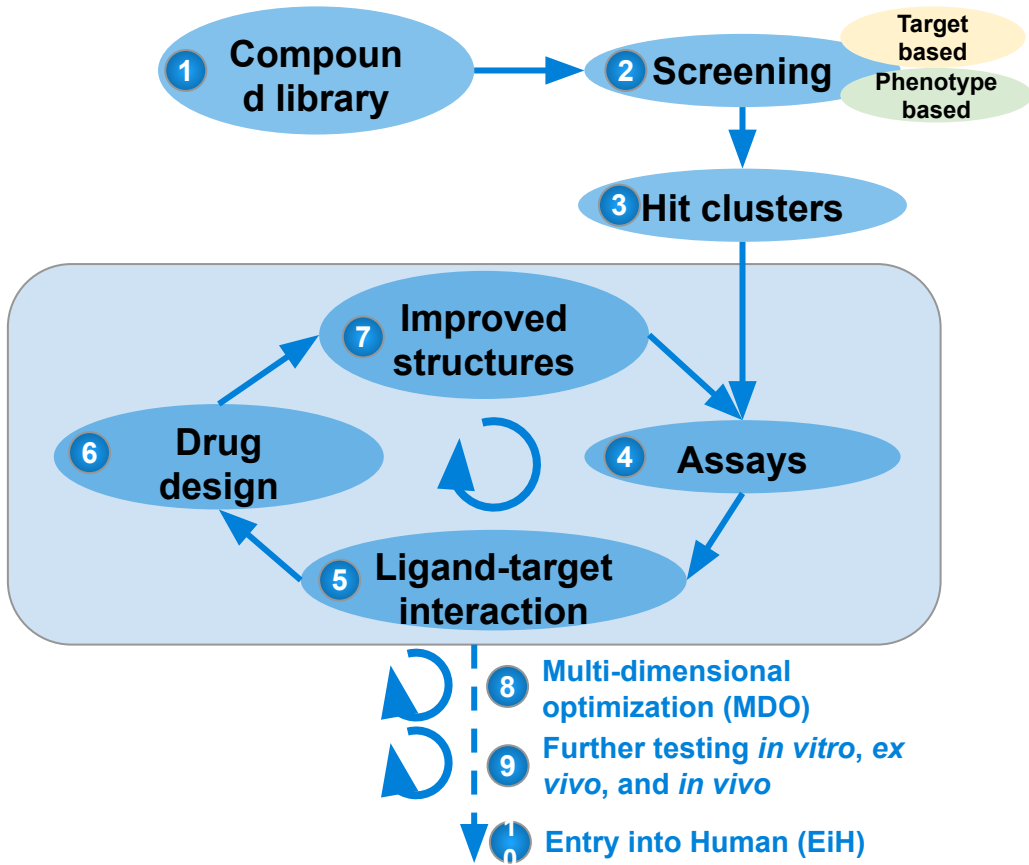 1
Compoun
d library
2
Screening
Target
based
Phenotype
based
3
Hit clusters
7
Improved
structures
6
Drug
design
4
Assays
5
Ligand-target
interaction
8
Multi-dimensional
optimization (MDO)
9
Further testing in vitro, ex
vivo, and in vivo
1
0
Entry into Human (EiH)